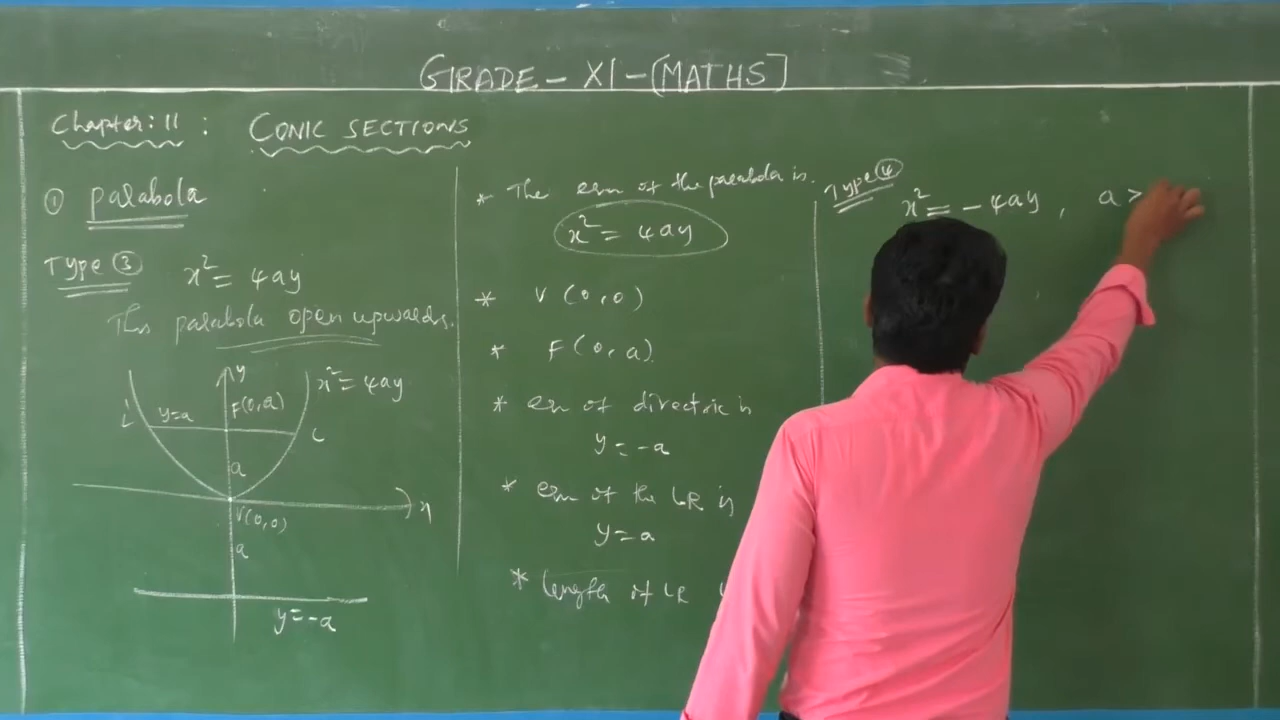 GRADE - XI - [MATHS]
Chapter: 11 : CONIC SECTIONS
① parabola
Type ③ x² = 4ay
This parabola open upwards.
y
x² = 4ay
F(0,a)
y=a
L
a
x
V(0,0)
a
y=-a
* The eqn of the parabola is.
x² = 4ay
* V (0,0)
* F(0,a).
* eqn of directric is
y = -a
* eqn of the LR is
y = a
* length of LR
Type ④
x² = -4ay, a >